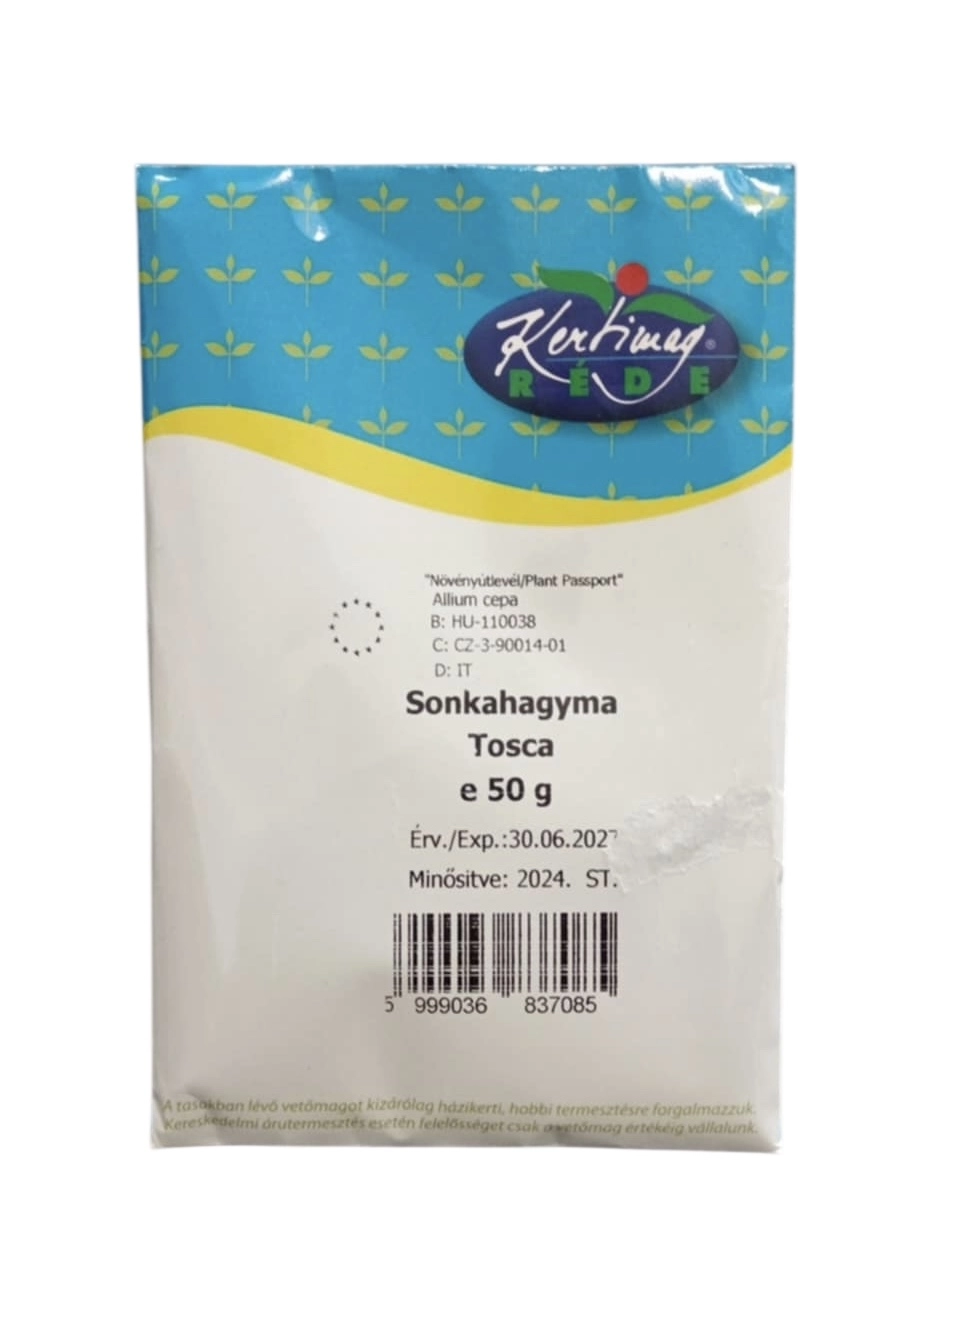 Kertimag®
RÉDE
"Növényútlevél/Plant Passport"
Allium cepa
B: HU-110038
C: CZ-3-90014-01
D: IT
Sonkahagyma
Tosca
e 50 g
Érv./Exp.:30.06.2027
Minősitve: 2024. ST.
5 999036 837085
A tasakban lévő vetőmagot kizárólag házikerti, hobbi termesztésre forgalmazzuk.
Kereskedelmi árutermesztés esetén felelősséget csak a vetőmag értékéig vállalunk.